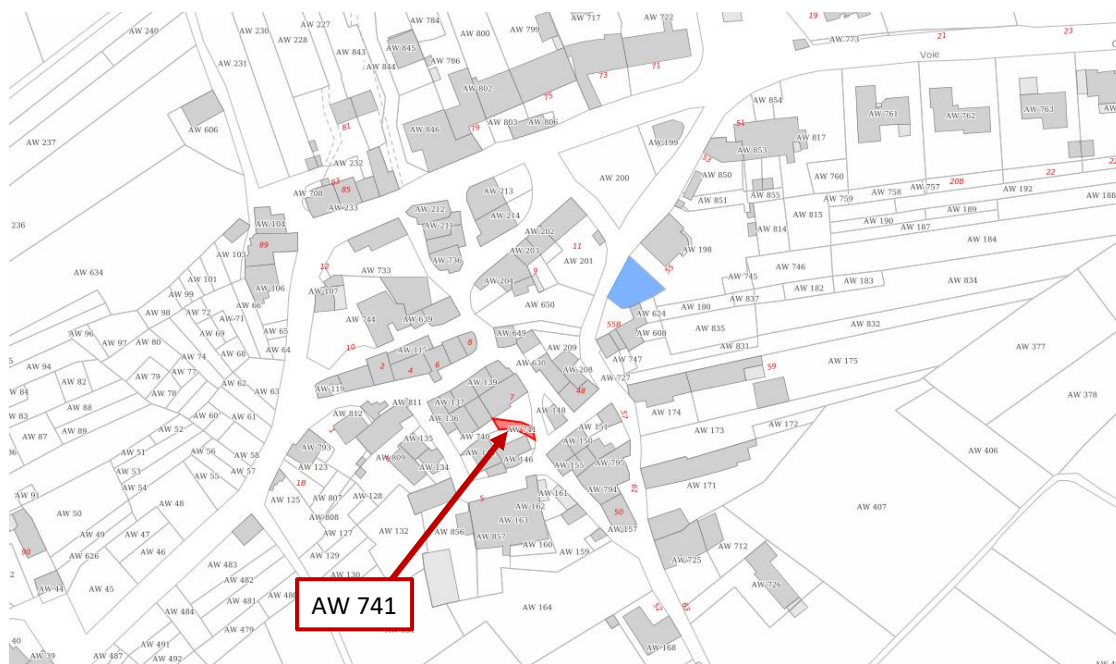 AW 240
AW 230
AW 227
AW 228
AW 843
AW 784
AW 845
AW 844
AW 786
AW 800
AW 799
AW 717
AW 722
19
AW 773
21
23
Voie
AW 231
AW 802
73
71
75
AW 606
81
AW 846
79
AW 803
AW 806
AW 199
AW 854
51
AW 853
AW 817
AW 761
AW 762
AW 763
AW 237
53
AW 232
83
85
AW 708
AW 233
AW 213
AW 214
AW 200
AW 850
AW 851
AW 855
AW 760
AW 759
AW 758
AW 757
20B
AW 192
22
22
AW 188
236
AW 104
AW 212
AW 211
AW 202
AW 815
AW 190
AW 189
AW 187
89
AW 103
AW 203
11
AW 814
AW 198
AW 184
AW 736
AW 201
AW 634
AW 101
AW 99
AW 106
12
AW 733
AW 107
AW 204
9
55
AW 745
AW 746
AW 182
AW 183
AW 834
AW 98
AW 72
AW 66
AW 71
AW 650
AW 180
AW 837
AW 96
AW 97
AW 80
AW 69
AW 65
AW 744
AW 639
AW 624
55B
AW 608
AW 835
AW 832
AW 94
AW 74
AW 68
AW 64
10
AW 115
8
AW 649
AW 209
AW 831
AW 377
AW 82
AW 79
AW 77
AW 62
2
4
6
AW 630
AW 208
AW 747
AW 727
59
AW 175
AW 84
AW 78
AW 63
AW 119
AW 139
48
AW 378
AW 88
AW 60
AW 61
AW 811
AW 137
7
AW 83
AW 812
AW 136
AW 148
57
AW 174
AW 89
AW 52
AW 741
AW 151
AW 173
AW 172
AW 87
AW 56
AW 58
AW 793
AW 135
AW 740
AW 150
AW 51
AW 57
AW 809
AW 134
AW 146
AW 155
AW 795
AW 406
AW 53
AW 55
AW 123
AW 171
AW 91
AW 54
1B
AW 128
AW 161
AW 794
61
AW 48
AW 125
AW 807
5
AW 162
50
AW 50
AW 808
AW 163
AW 407
AW 49
AW 47
AW 127
AW 132
AW 856
AW 857
AW 157
90
AW 626
AW 46
AW 129
AW 160
AW 159
AW 712
AW 725
AW 483
AW 44
AW 45
AW 482
AW 130
AW 726
AW 481
AW 484
AW 741
AW 164
52
63
AW 479
AW 491
AW 168
AW 39
AW 487
AW 492